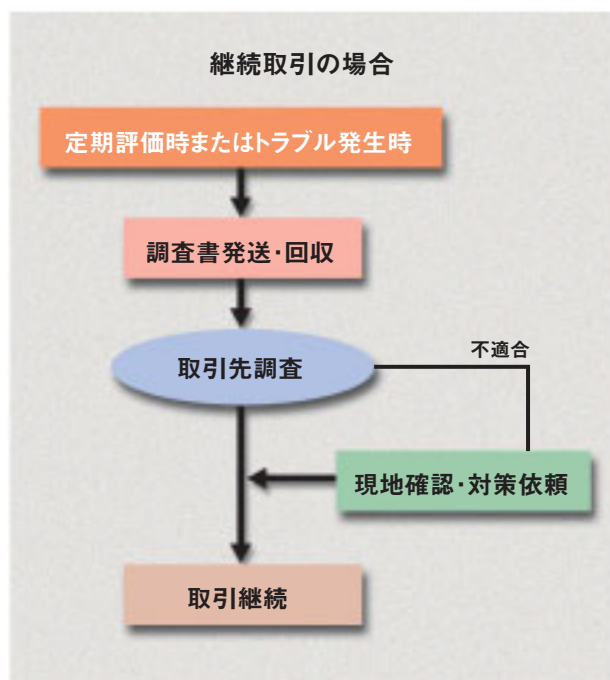 継続取引の場合
定期評価時またはトラブル発生時
調査書発送・回収
取引先調査
不適合
現地確認・対策依頼
取引継続